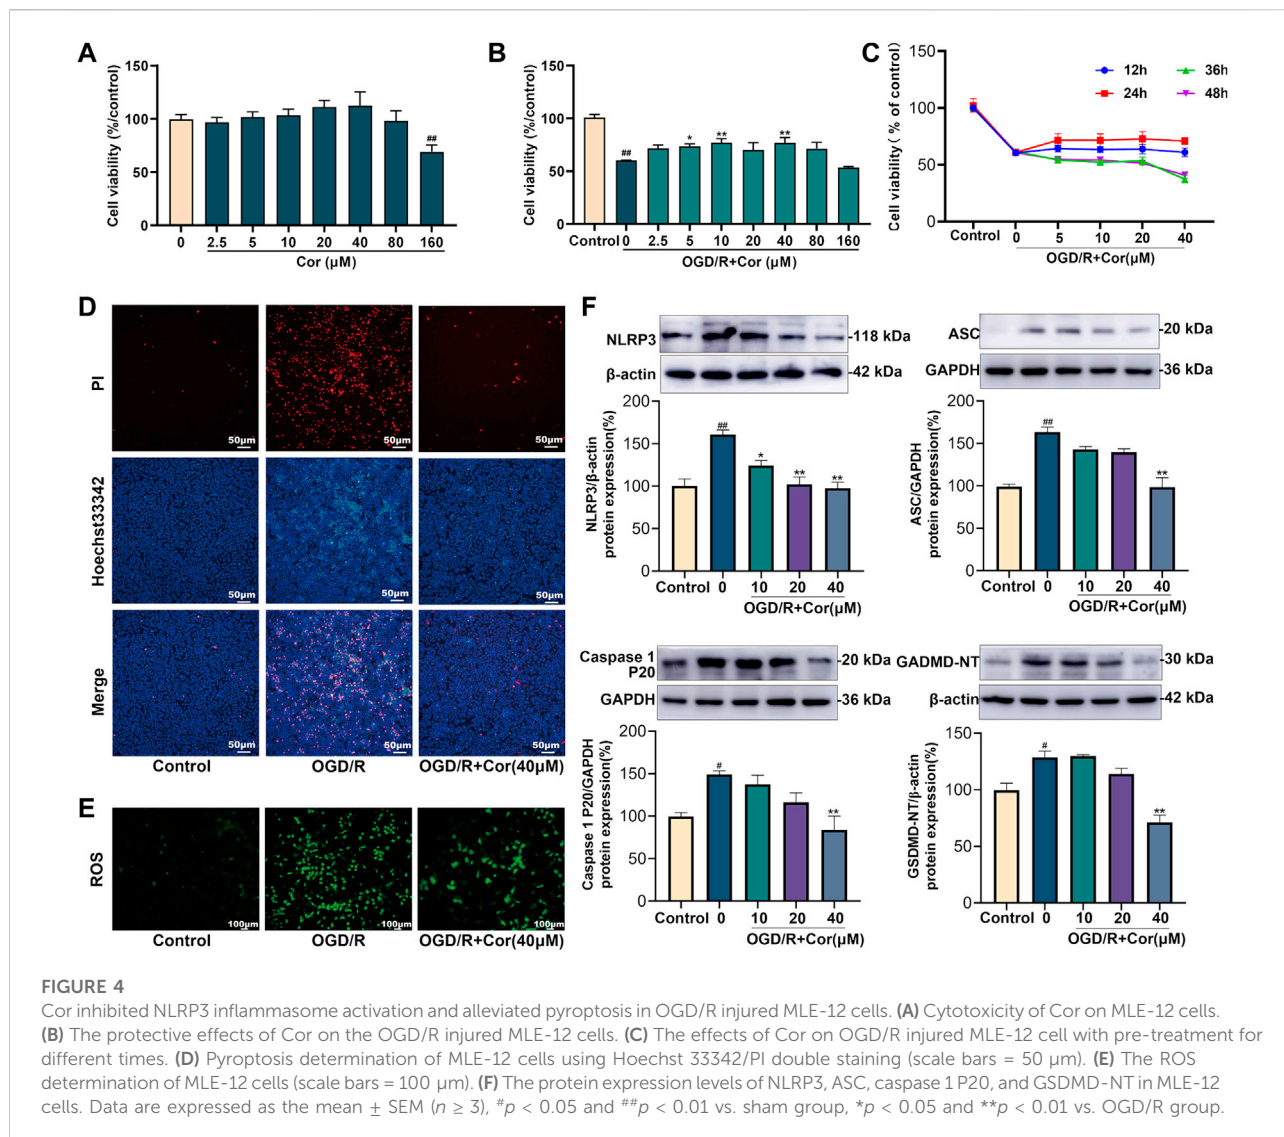 A
Cell viability (%/control)
150
100
50
0
0 2.5 5 10 20 40 80 160
##
Cor (μM)
B
Cell viability (%/control)
150
100
50
0
## * ** **
Control 0 2.5 5 10 20 40 80 160
OGD/R+Cor (μM)
C
Cell viability( % of control)
150
100
50
0
12h 36h
24h 48h
Control 0 5 10 20 40
OGD/R+Cor(μM)
D
PI
50μm 50μm 50μm
Hoechst33342
50μm 50μm 50μm
Merge
50μm 50μm 50μm
Control OGD/R OGD/R+Cor(40μM)
E
ROS
100μm 100μm 100μm
Control OGD/R OGD/R+Cor(40μM)
F
NLRP3 -118 kDa
β-actin -42 kDa
NLRP3/β-actin
protein expression(%)
200
150
100
50
0
## * ** **
Control 0 10 20 40
OGD/R+Cor(μM)
ASC -20 kDa
GAPDH -36 kDa
ASC/GAPDH
protein expression(%)
200
150
100
50
0
## **
Control 0 10 20 40
OGD/R+Cor(μM)
Caspase 1
P20 -20 kDa
GAPDH -36 kDa
Caspase 1 P20/GAPDH
protein expression(%)
200
150
100
50
0
# **
Control 0 10 20 40
OGD/R+Cor(μM)
GADMD-NT -30 kDa
β-actin -42 kDa
GSDMD-NT/β-actin
protein expression(%)
150
100
50
0
# **
Control 0 10 20 40
OGD/R+Cor(μM)
FIGURE 4
Cor inhibited NLRP3 inflammasome activation and alleviated pyroptosis in OGD/R injured MLE-12 cells. (A) Cytotoxicity of Cor on MLE-12 cells.
(B) The protective effects of Cor on the OGD/R injured MLE-12 cells. (C) The effects of Cor on OGD/R injured MLE-12 cell with pre-treatment for
different times. (D) Pyroptosis determination of MLE-12 cells using Hoechst 33342/PI double staining (scale bars = 50 μm). (E) The ROS
determination of MLE-12 cells (scale bars = 100 μm). (F) The protein expression levels of NLRP3, ASC, caspase 1 P20, and GSDMD-NT in MLE-12
cells. Data are expressed as the mean ± SEM (n ≥ 3), #p < 0.05 and ##p < 0.01 vs. sham group, *p < 0.05 and **p < 0.01 vs. OGD/R group.